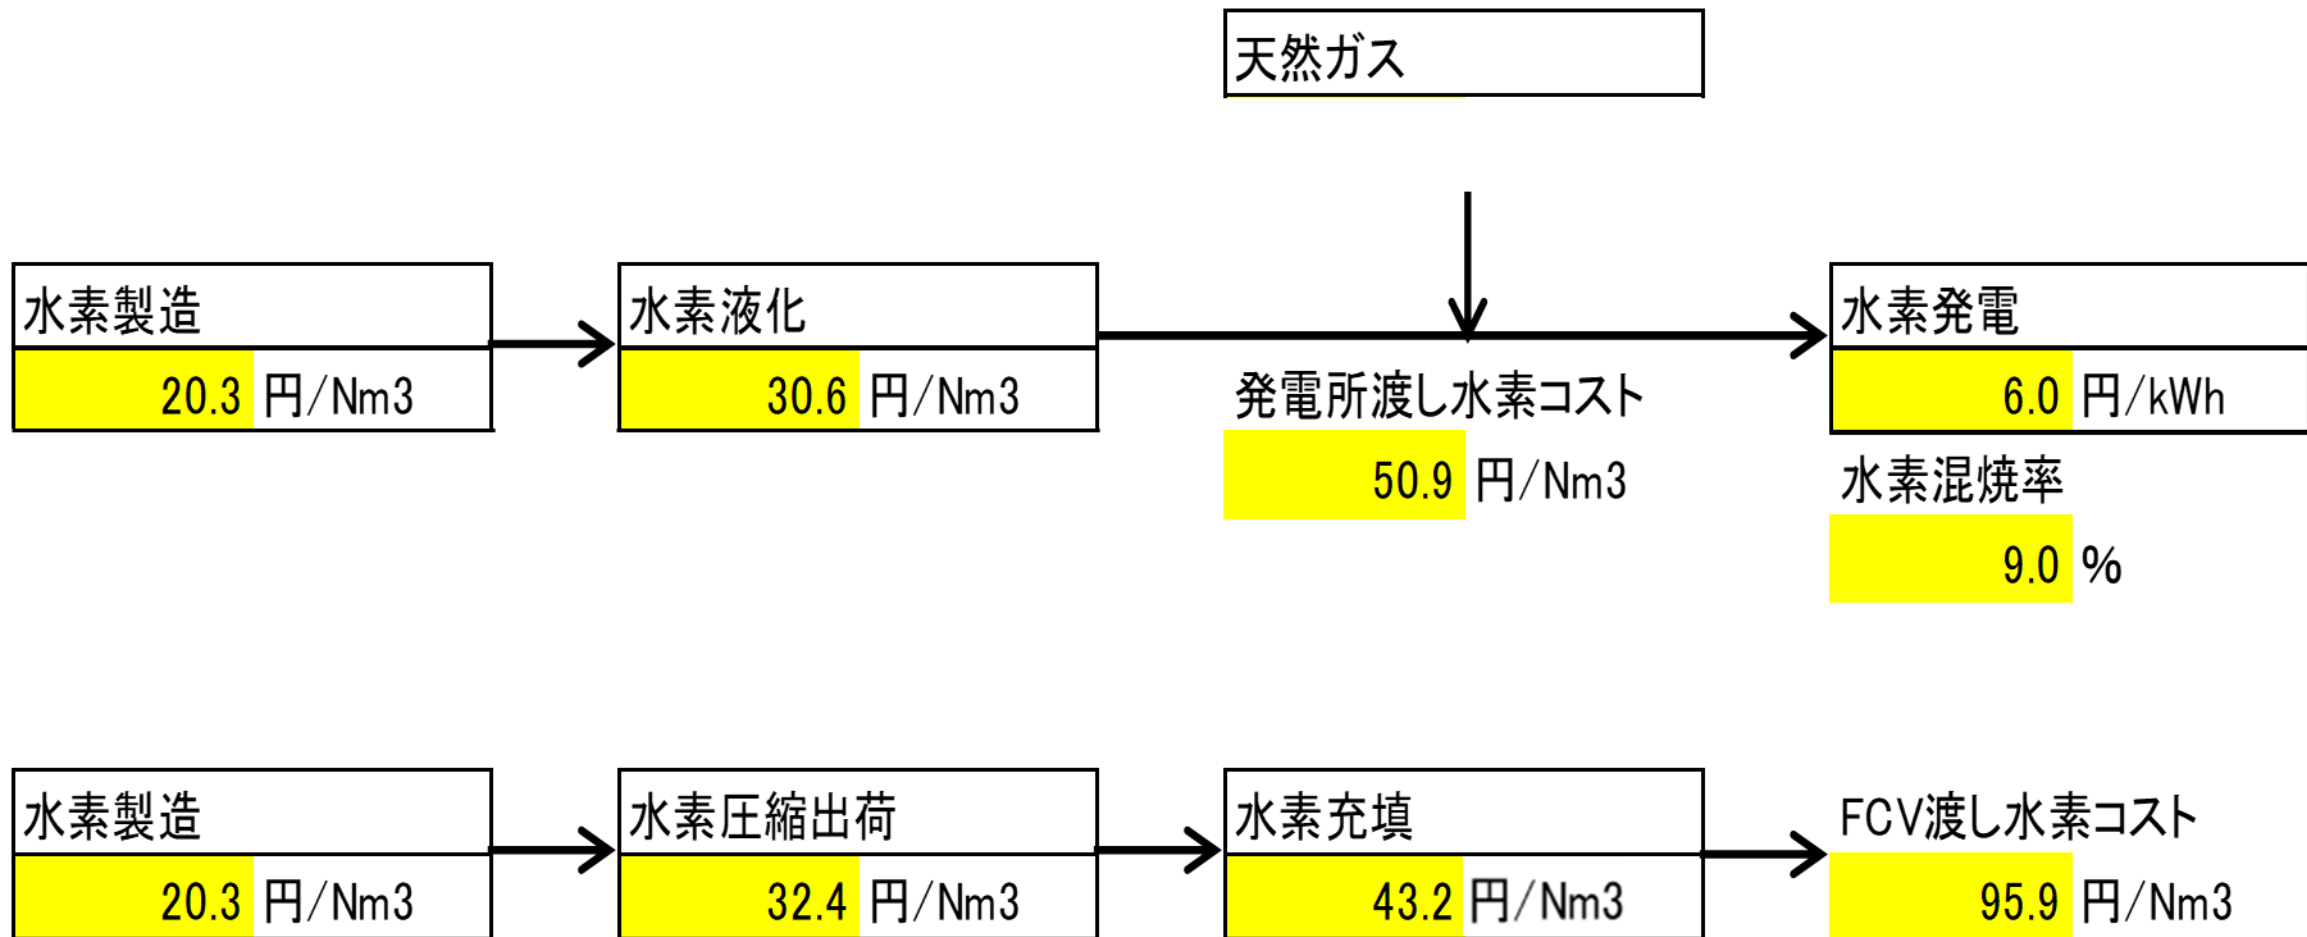 天然ガス
水素製造
20.3 円/Nm3
水素液化
30.6 円/Nm3
発電所渡し水素コスト
50.9 円/Nm3
水素発電
6.0 円/kWh
水素混焼率
9.0 %
水素製造
20.3 円/Nm3
水素圧縮出荷
32.4 円/Nm3
水素充填
43.2 円/Nm3
FCV渡し水素コスト
95.9 円/Nm3